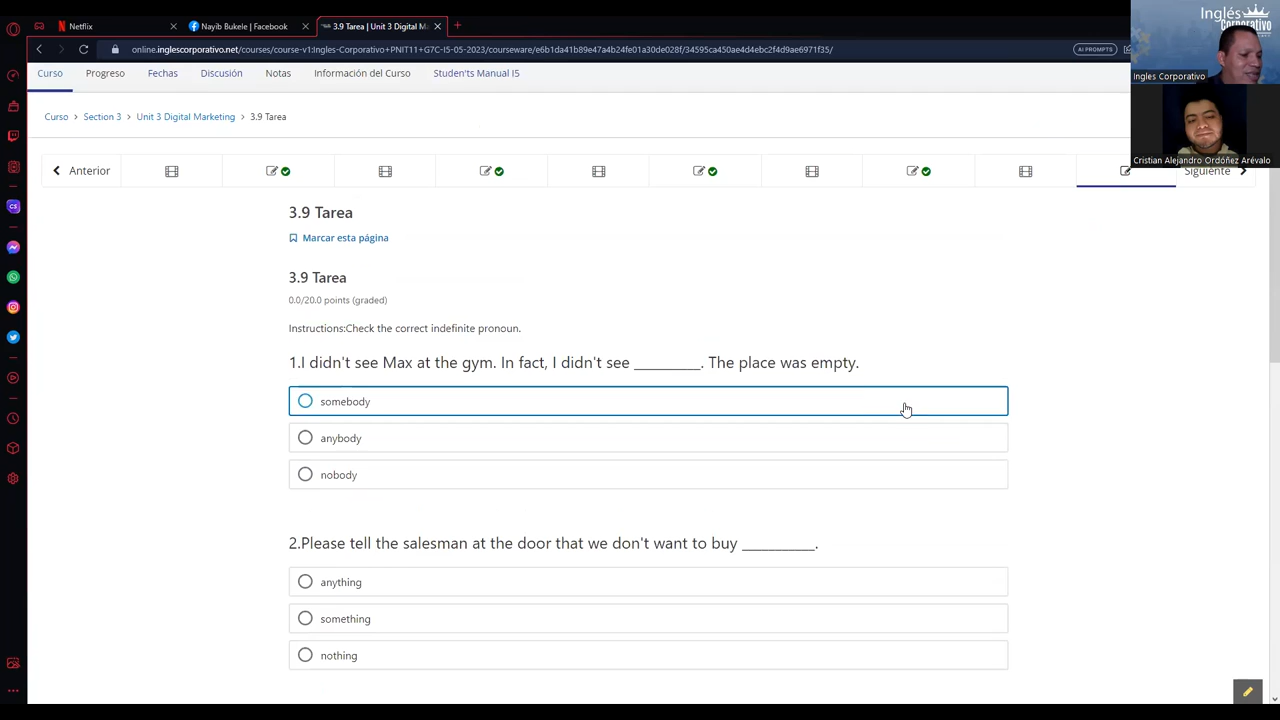 Netflix
Nayib Bukele | Facebook
3.9 Tarea | Unit 3 Digital Ma
online.inglescorporativo.net/courses/course-v1:Ingles-Corporativo+PNIT11+G7C-I5-05-2023/courseware/e6b1da41b89e47a4b24fe01a30de028f/34595ca450ae4d4ebc2f4d9ae6971f35/
AI PROMPTS
Inglés
Corporativo
Ingles Corporativo
Cristian Alejandro Ordóñez Arévalo
Curso Progreso Fechas Discusión Notas Información del Curso Studen'ts Manual I5
Curso > Section 3 > Unit 3 Digital Marketing > 3.9 Tarea
Anterior
Siguiente
3.9 Tarea
Marcar esta página
3.9 Tarea
0.0/20.0 points (graded)
Instructions:Check the correct indefinite pronoun.
1.I didn't see Max at the gym. In fact, I didn't see _________. The place was empty.
somebody
anybody
nobody
2.Please tell the salesman at the door that we don't want to buy __________.
anything
something
nothing